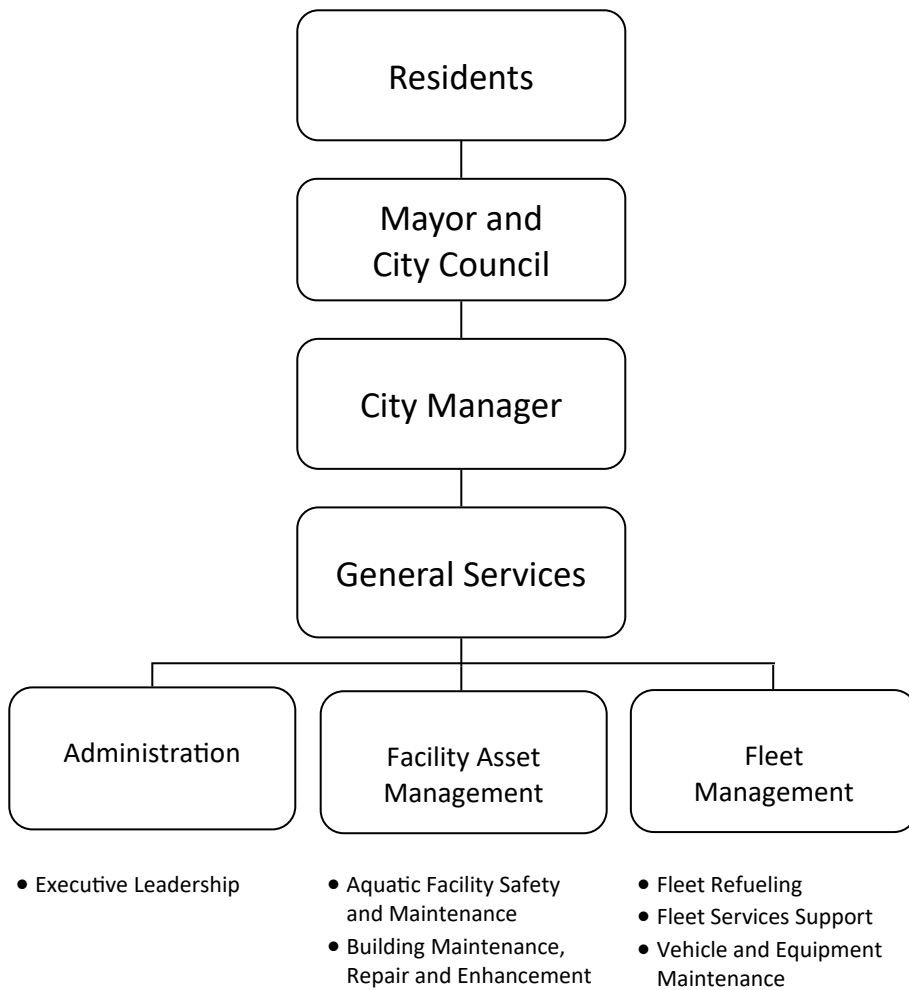 Residents
Mayor and
City Council
City Manager
General Services
Administration
Facility Asset
Management
Fleet
Management
• Executive Leadership
• Aquatic Facility Safety
and Maintenance
• Building Maintenance,
Repair and Enhancement
• Fleet Refueling
• Fleet Services Support
• Vehicle and Equipment
Maintenance